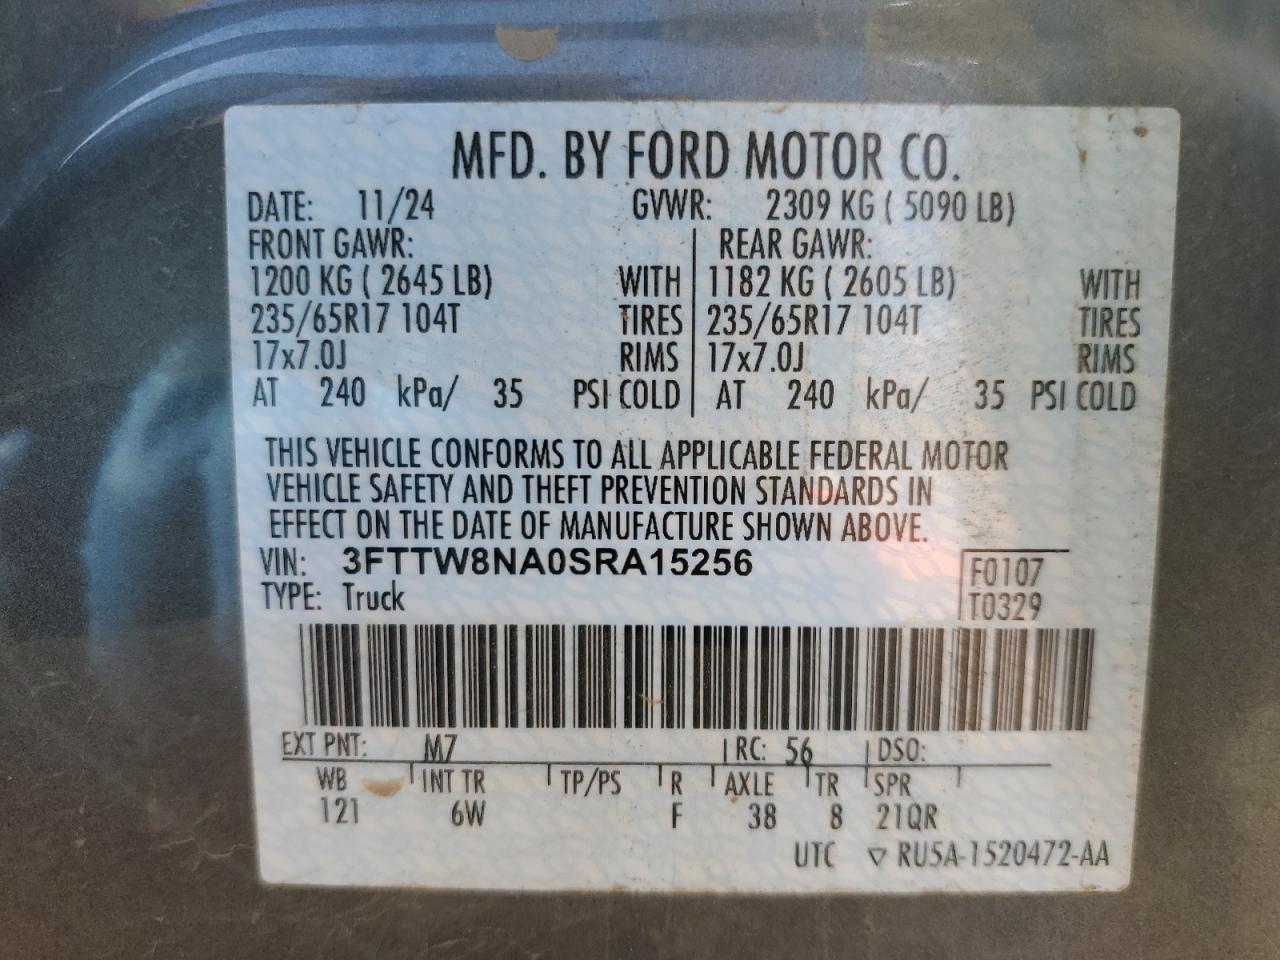 MFD. BY FORD MOTOR CO.
DATE: 11/24 GVWR: 2309 KG ( 5090 LB)
FRONT GAWR: REAR GAWR:
1200 KG ( 2645 LB) WITH 1182 KG ( 2605 LB) WITH
235/65R17 104T TIRES 235/65R17 104T TIRES
17x7.0J RIMS 17x7.0J RIMS
AT 240 kPa/ 35 PSI COLD AT 240 kPa/ 35 PSI COLD
THIS VEHICLE CONFORMS TO ALL APPLICABLE FEDERAL MOTOR
VEHICLE SAFETY AND THEFT PREVENTION STANDARDS IN
EFFECT ON THE DATE OF MANUFACTURE SHOWN ABOVE.
VIN: 3FTTW8NA0SRA15256
F0107
TYPE: Truck T0329
EXT PNT: M7 RC: 56 DSO:
WB INT TR TP/PS R AXLE TR SPR
121 6W F 38 8 21QR
UTC ▽ RU5A-1520472-AA